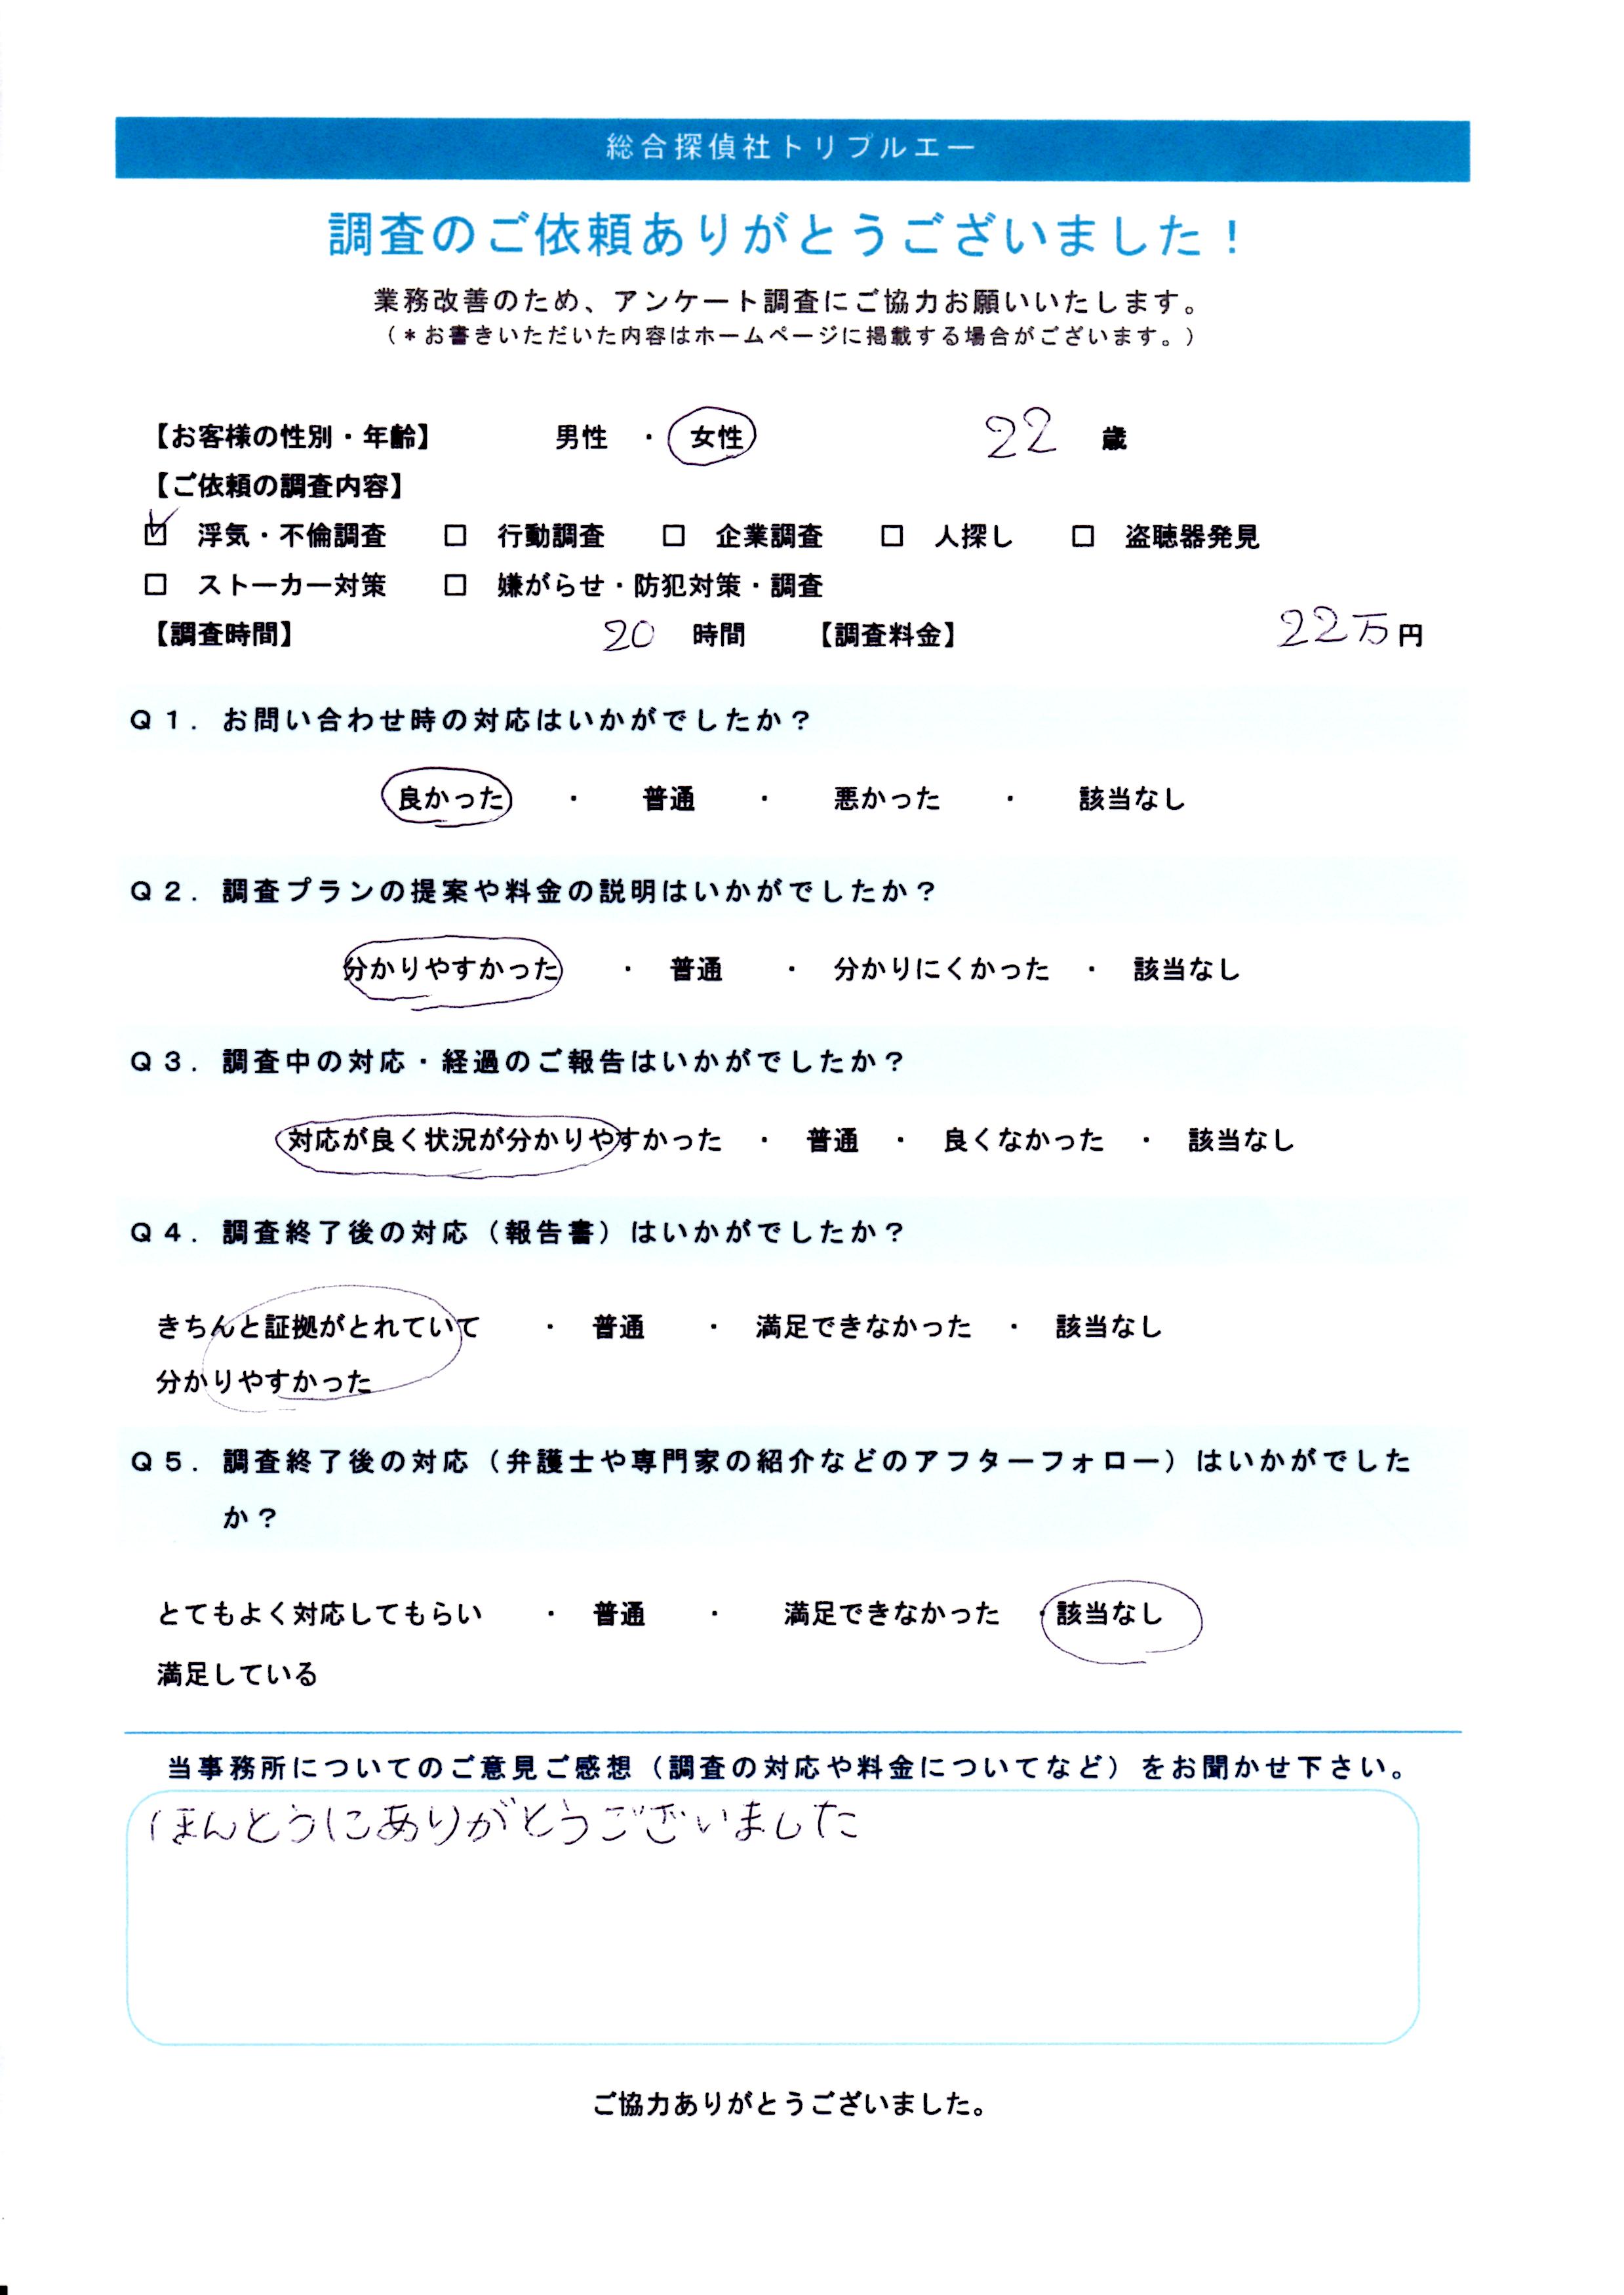 総合探偵社トリプルエー
調査のご依頼ありがとうございました！
業務改善のため、アンケート調査にご協力お願いいたします。
（＊お書きいただいた内容はホームページに掲載する場合がございます。）
【お客様の性別・年齢】 男性 ・ 女性 22 歳
【ご依頼の調査内容】
☑ 浮気・不倫調査 □ 行動調査 □ 企業調査 □ 人探し □ 盗聴器発見
□ ストーカー対策 □ 嫌がらせ・防犯対策・調査
【調査時間】 20 時間 【調査料金】 22万円
Ｑ１．お問い合わせ時の対応はいかがでしたか？
良かった ・ 普通 ・ 悪かった ・ 該当なし
Ｑ２．調査プランの提案や料金の説明はいかがでしたか？
分かりやすかった ・ 普通 ・ 分かりにくかった ・ 該当なし
Ｑ３．調査中の対応・経過のご報告はいかがでしたか？
対応が良く状況が分かりやすかった ・ 普通 ・ 良くなかった ・ 該当なし
Ｑ４．調査終了後の対応（報告書）はいかがでしたか？
きちんと証拠がとれていて ・ 普通 ・ 満足できなかった ・ 該当なし
分かりやすかった
Ｑ５．調査終了後の対応（弁護士や専門家の紹介などのアフターフォロー）はいかがでした
か？
とてもよく対応してもらい ・ 普通 ・ 満足できなかった ・ 該当なし
満足している
当事務所についてのご意見ご感想（調査の対応や料金についてなど）をお聞かせ下さい。
ほんとうにありがとうございました
ご協力ありがとうございました。